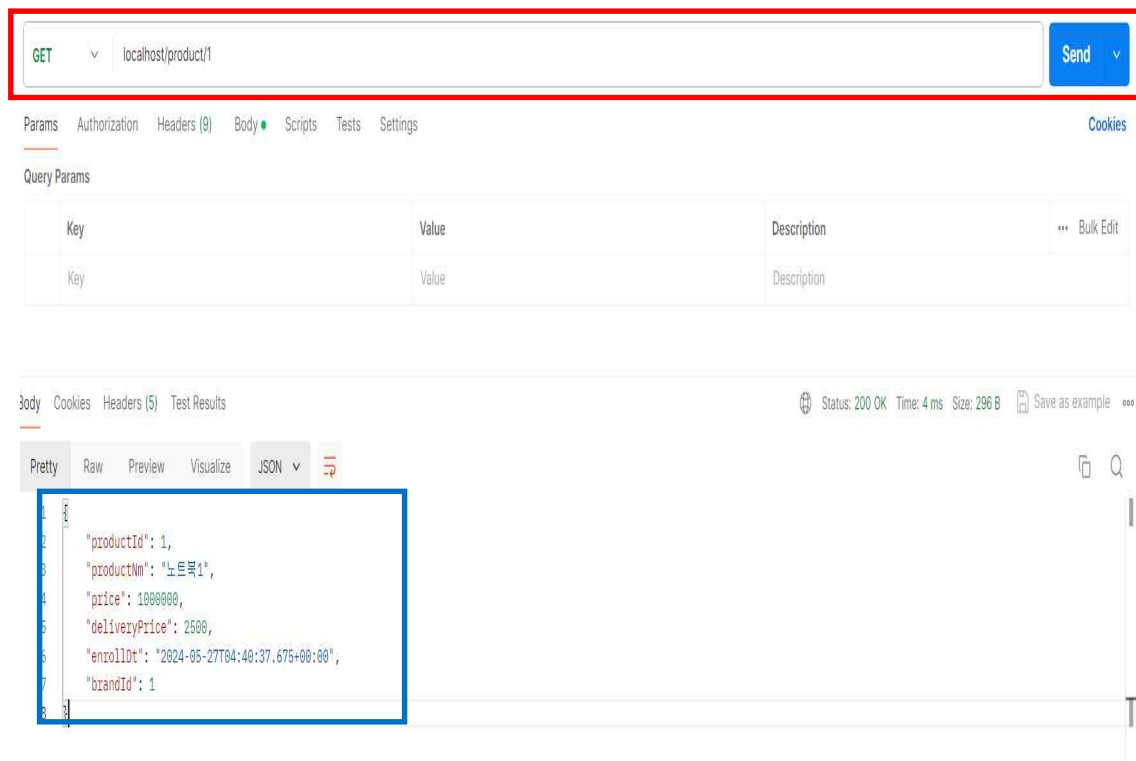 GET localhost/product/1 Send
Params Authorization Headers (9) Body Scripts Tests Settings Cookies
Query Params
Key Value Description ••• Bulk Edit
Key Value Description
Body Cookies Headers (5) Test Results Status: 200 OK Time: 4 ms Size: 296 B Save as example •••
Pretty Raw Preview Visualize JSON
1 {
2 "productId": 1,
3 "productNm": "노트북1",
4 "price": 1000000,
5 "deliveryPrice": 2500,
6 "enrollDt": "2024-05-27T04:40:37.675+00:00",
7 "brandId": 1
8 }